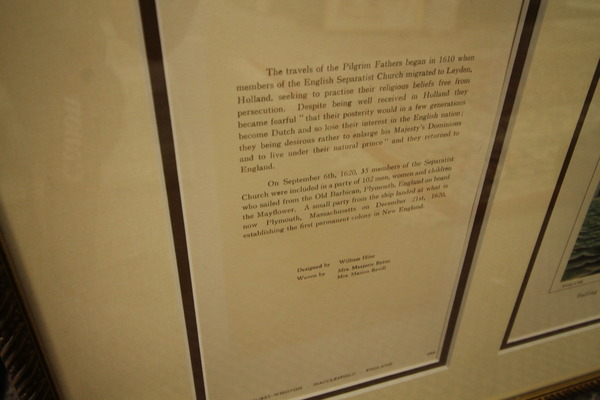 The travels of the Pilgrim Fathers began in 1610 when
members of the English Separatist Church migrated to Leyden,
Holland, seeking to practise their religious beliefs free from
persecution. Despite being well received in Holland they
became fearful "that their posterity would in a few generations
become Dutch and so lose their interest in the English nation;
they being desirous rather to enlarge his Majesty's Dominions
and to live under their natural prince" and they returned to
England.
On September 6th, 1620, 35 members of the Separatist
Church were included in a party of 102 men, women and children
who sailed from the Old Barbican, Plymouth, England on board
the Mayflower. A small party from the ship landed at what is
now Plymouth, Massachusetts on December 21st, 1620,
establishing the first permanent colony in New England.
Designed by William Hine
Woven by Mrs. Marjorie
Mrs. Marion
MACCLESFIELD ENGLAND